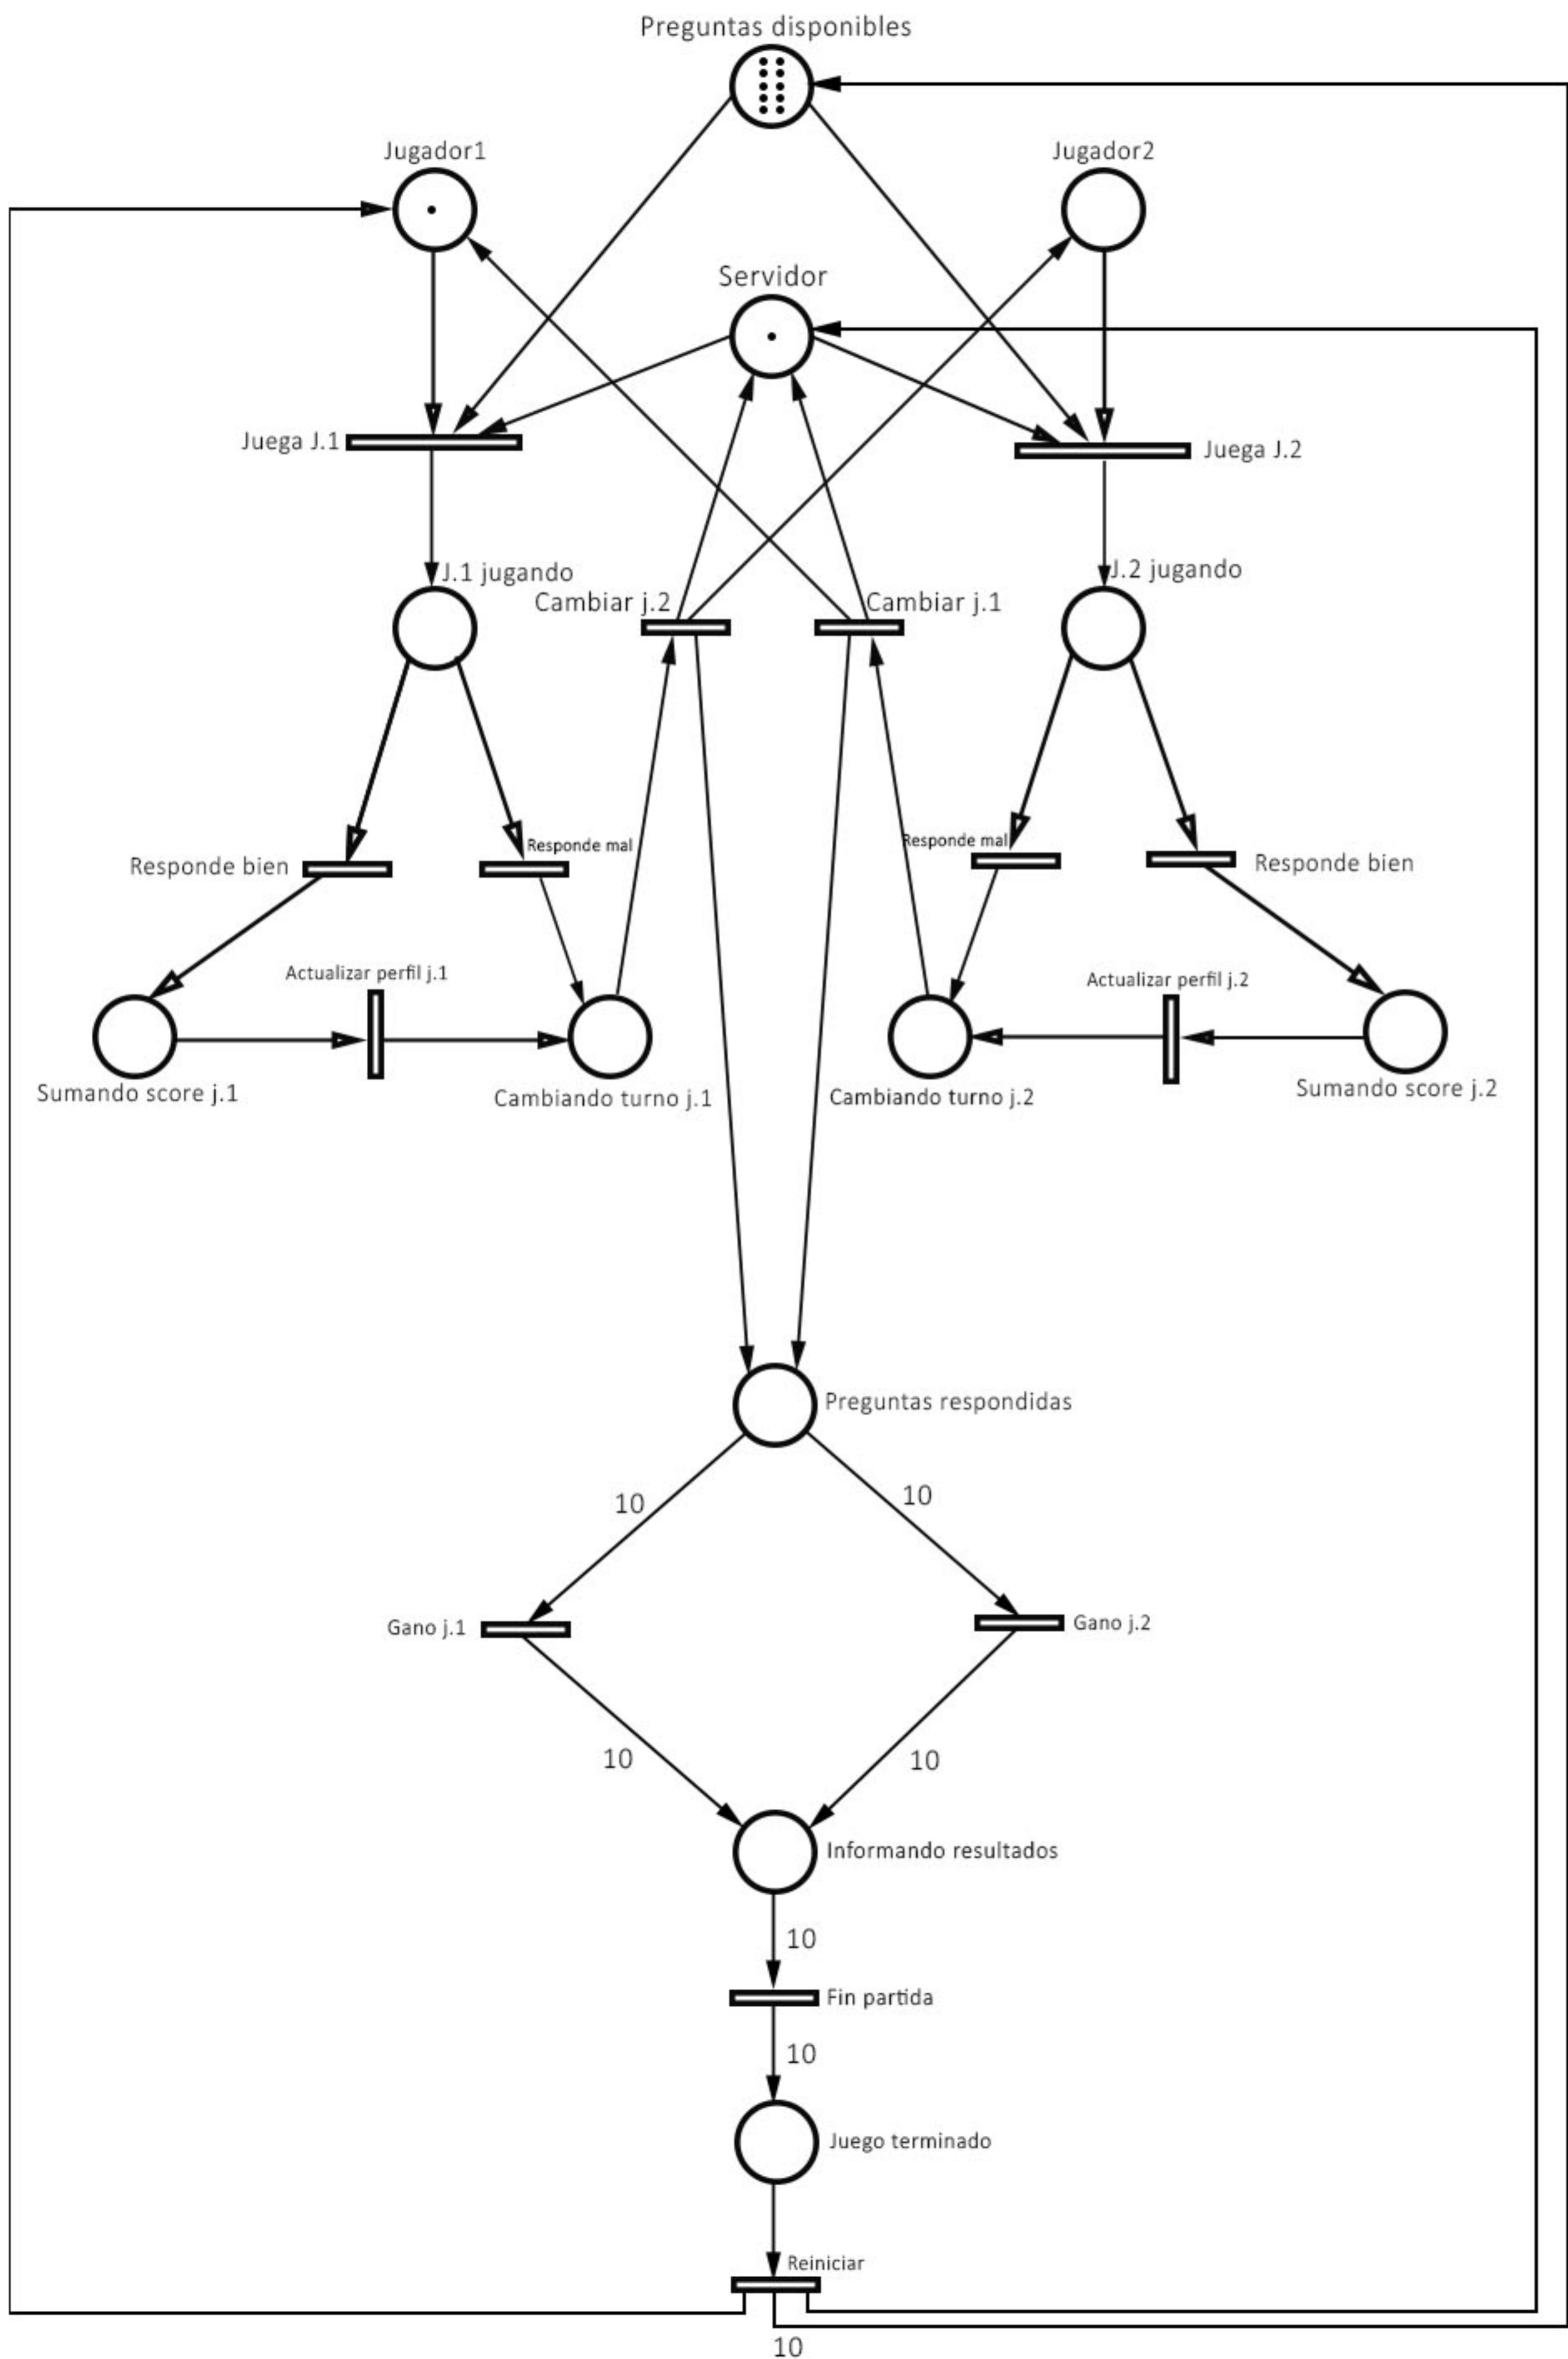 Preguntas disponibles
Jugador1
Jugador2
Servidor
Juega J.1
Juega J.2
J.1 jugando
J.2 jugando
Cambiar j.2
Cambiar j.1
Responde bien
Responde mal
Responde mal
Responde bien
Actualizar perfil j.1
Actualizar perfil j.2
Sumando score j.1
Cambiando turno j.1
Cambiando turno j.2
Sumando score j.2
Preguntas respondidas
10
10
Gano j.1
Gano j.2
10
10
Informando resultados
10
Fin partida
10
Juego terminado
Reiniciar
10